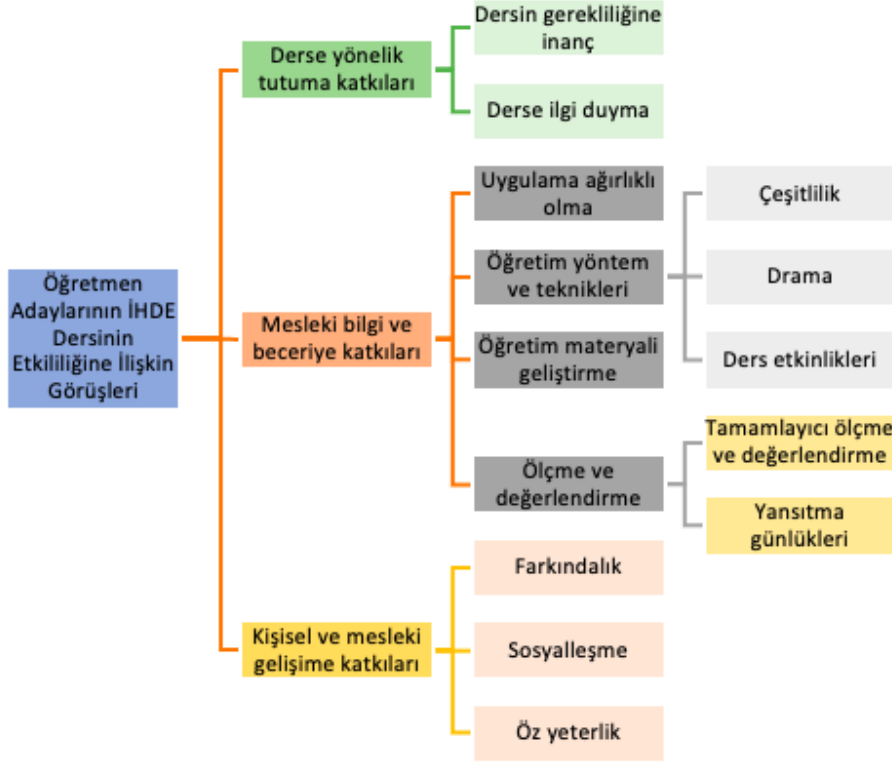 Öğretmen
Adaylarının İHDE
Dersinin
Etkililiğine İlişkin
Görüşleri
Derse yönelik
tutuma katkıları
Dersin gerekliliğine
inanç
Derse ilgi duyma
Mesleki bilgi ve
beceriye katkıları
Uygulama ağırlıklı
olma
Öğretim yöntem
ve teknikleri
Çeşitlilik
Drama
Ders etkinlikleri
Öğretim materyali
geliştirme
Ölçme ve
değerlendirme
Tamamlayıcı ölçme
ve değerlendirme
Yansıtma
günlükleri
Kişisel ve mesleki
gelişime katkıları
Farkındalık
Sosyalleşme
Öz yeterlik